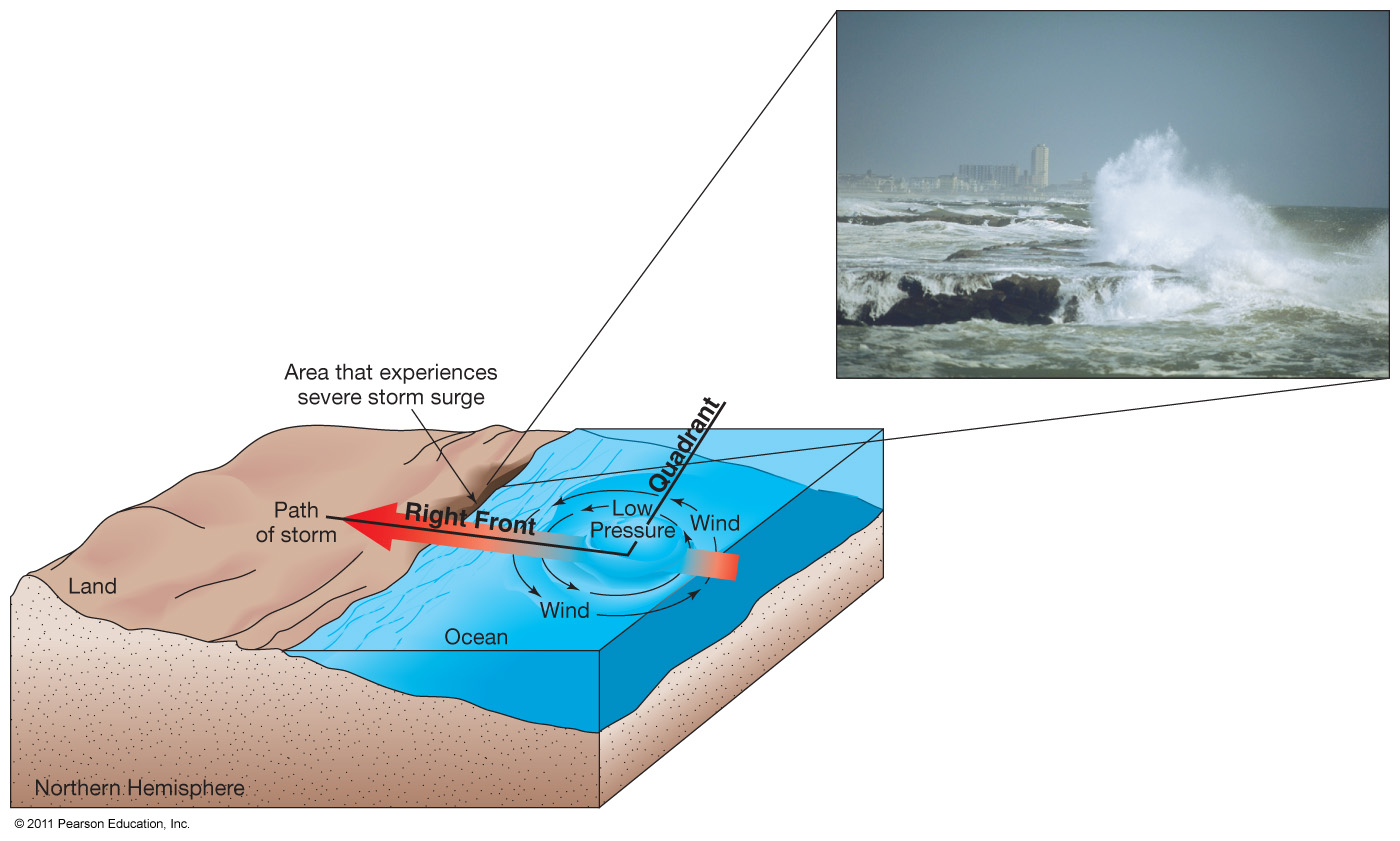 Area that experiences
severe storm surge
Quadrant
Path
of storm
Right Front
Low
Pressure
Wind
Land
Wind
Ocean
Northern Hemisphere
© 2011 Pearson Education, Inc.